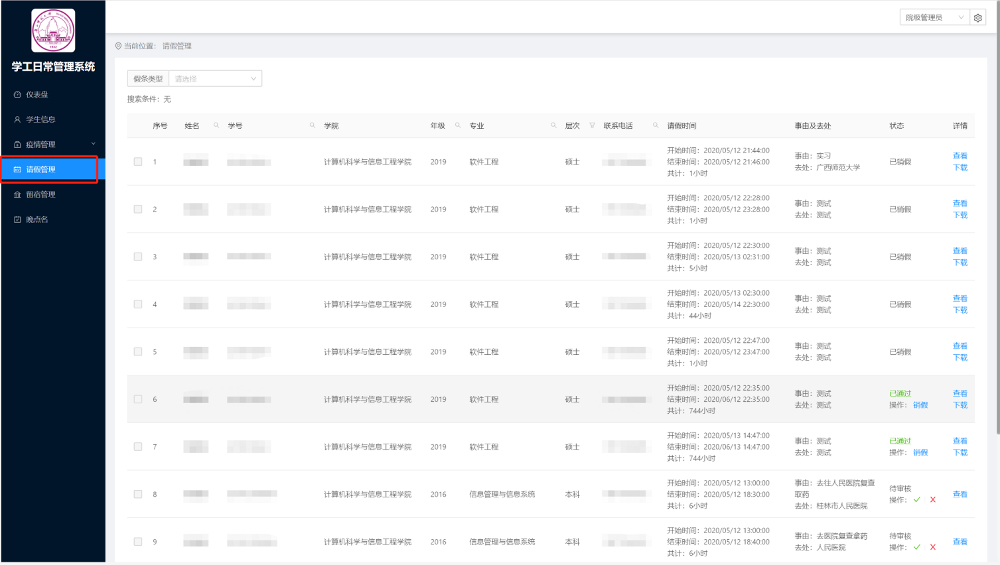 院级管理员
学工日常管理系统
当前位置： 请假管理
仪表盘
学生信息
疫情管理
请假管理
留宿管理
晚点名
假条类型 请选择
搜索条件：无
序号 姓名 学号 学院 年级 专业 层次 联系电话 请假时间 事由及去处 状态 详情
1 计算机科学与信息工程学院 2019 软件工程 硕士
开始时间：2020/05/12 21:44:00
结束时间：2020/05/12 21:46:00
共计：1小时
事由：实习
去处：广西师范大学
已销假
查看
下载
2 计算机科学与信息工程学院 2019 软件工程 硕士
开始时间：2020/05/12 22:28:00
结束时间：2020/05/12 23:28:00
共计：1小时
事由：测试
去处：测试
已销假
查看
下载
3 计算机科学与信息工程学院 2019 软件工程 硕士
开始时间：2020/05/12 22:30:00
结束时间：2020/05/13 02:31:00
共计：5小时
事由：测试
去处：测试
已销假
查看
下载
4 计算机科学与信息工程学院 2019 软件工程 硕士
开始时间：2020/05/13 02:30:00
结束时间：2020/05/14 22:30:00
共计：44小时
事由：测试
去处：测试
已销假
查看
下载
5 计算机科学与信息工程学院 2019 软件工程 硕士
开始时间：2020/05/12 22:47:00
结束时间：2020/05/12 23:47:00
共计：1小时
事由：测试
去处：测试
已销假
查看
下载
6 计算机科学与信息工程学院 2019 软件工程 硕士
开始时间：2020/05/12 22:35:00
结束时间：2020/06/12 22:35:00
共计：744小时
事由：测试
去处：测试
已通过
操作： 销假
查看
下载
7 计算机科学与信息工程学院 2019 软件工程 硕士
开始时间：2020/05/13 14:47:00
结束时间：2020/06/13 14:47:00
共计：744小时
事由：测试
去处：测试
已通过
操作： 销假
查看
下载
8 计算机科学与信息工程学院 2016 信息管理与信息系统 本科
开始时间：2020/05/12 13:00:00
结束时间：2020/05/12 18:30:00
共计：6小时
事由：去往人民医院复查
取药
去处：桂林市人民医院
待审核
操作：
查看
9 计算机科学与信息工程学院 2016 信息管理与信息系统 本科
开始时间：2020/05/12 13:00:00
结束时间：2020/05/12 18:40:00
共计：6小时
事由：去医院复查拿药
去处：人民医院
待审核
操作：
查看